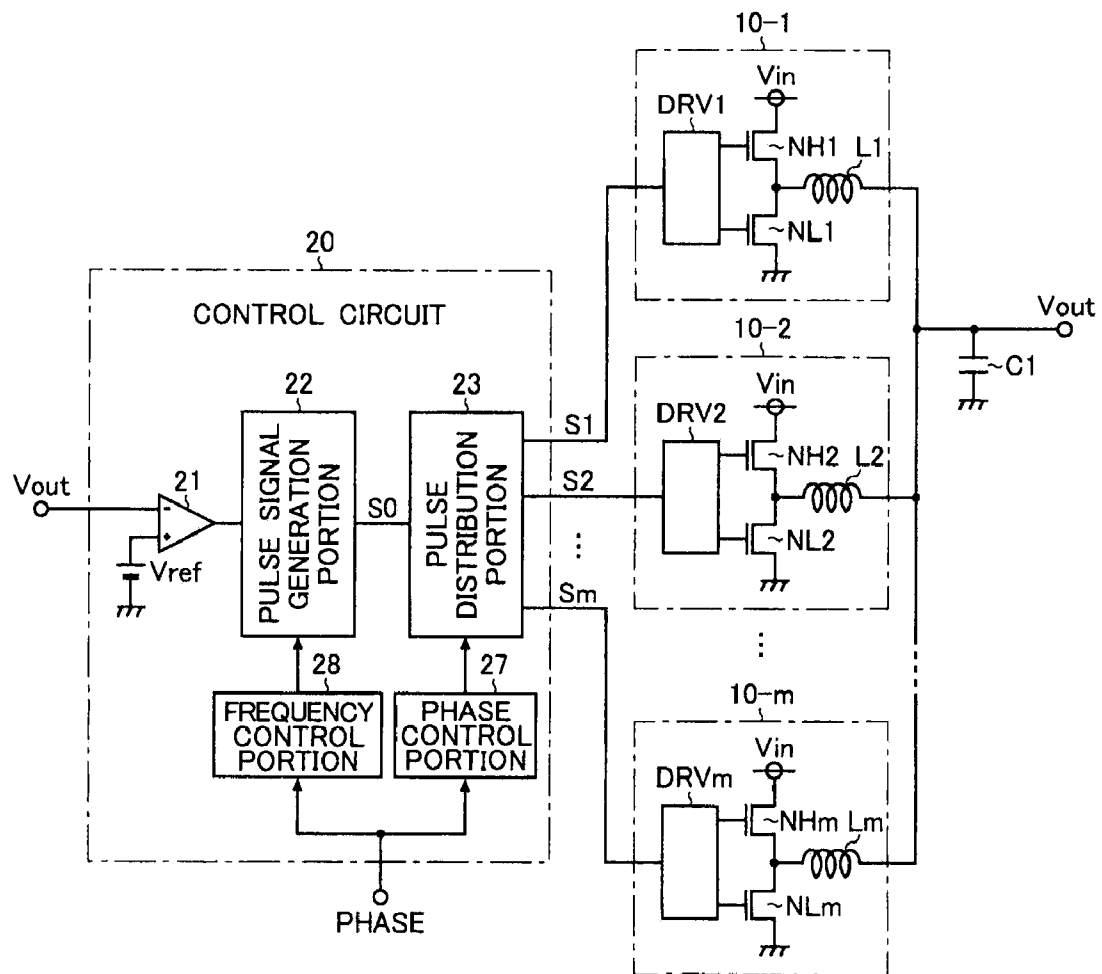 10-1
Vin
DRV1
NH1
L1
NL1
20
CONTROL CIRCUIT
Vout
10-2
C1
22
23
S1
Vin
DRV2
PULSE SIGNAL
GENERATION
PORTION
PULSE
DISTRIBUTION
PORTION
NH2
L2
Vout
21
S0
S2
NL2
Vref
...
Sm
...
28
27
10-m
FREQUENCY
CONTROL
PORTION
PHASE
CONTROL
PORTION
Vin
DRVm
NHm
Lm
NLm
PHASE